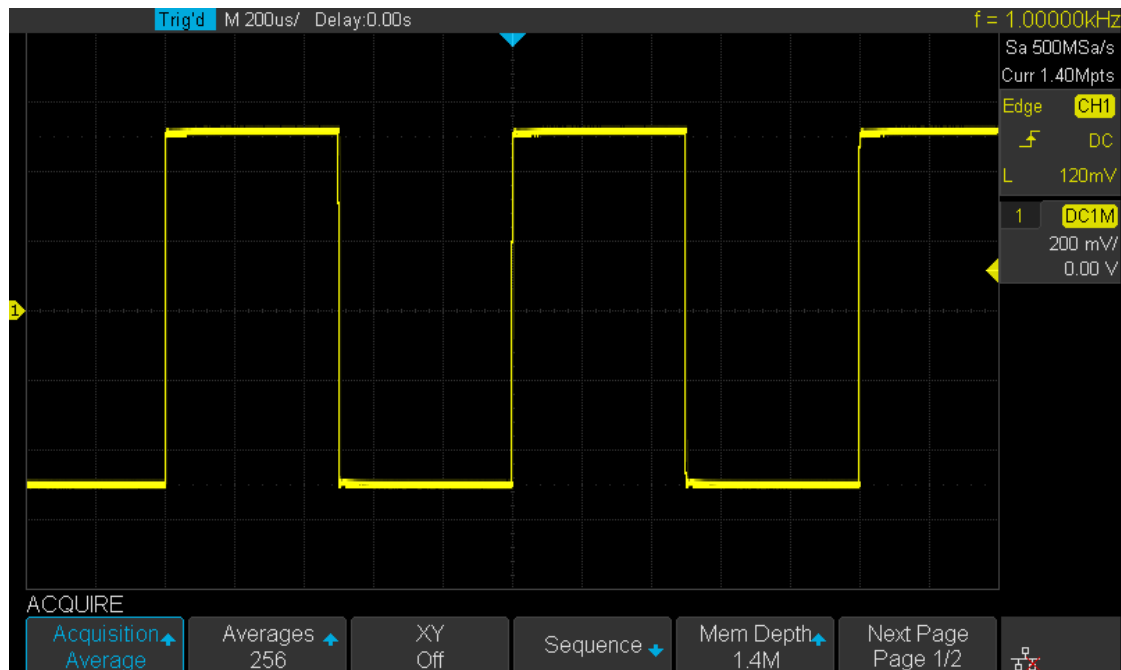 Trig'd M 200us/ Delay:0.00s f = 1.00000kHz
Sa 500MSa/s
Curr 1.40Mpts
Edge CH1
DC
L 120mV
1 DC1M
200 mV/
0.00 V
1
ACQUIRE
Acquisition
Average
Averages
256
XY
Off
Sequence
Mem Depth
1.4M
Next Page
Page 1/2